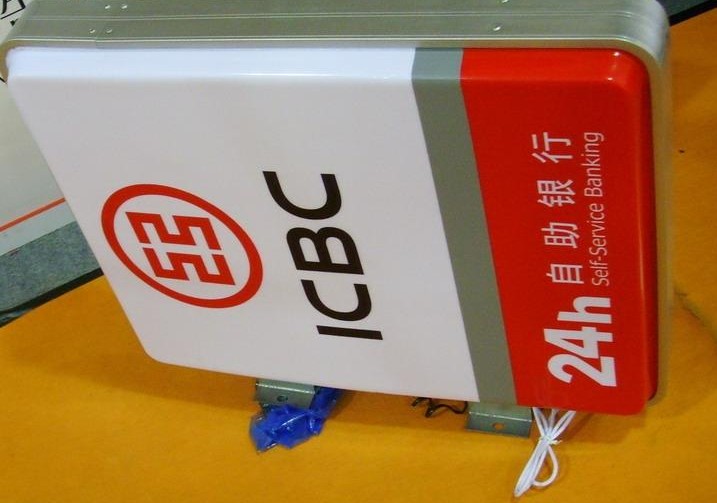 ICBC
24h 自助银行
Self-Service Banking